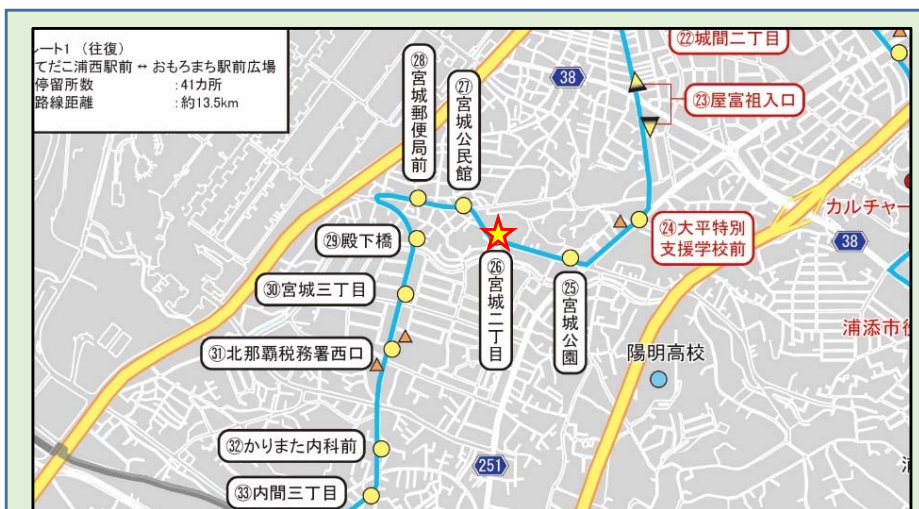 ルート1 （往復）
てだこ浦西駅前 ↔ おもろまち駅前広場
停留所数 ：41カ所
路線距離 ：約13.5km
㉒城間二丁目
38
㉓屋富祖入口
㉘宮城郵便局前
㉗宮城公民館
カルチャー
㉔大平特別
支援学校前
38
㉙殿下橋
㉖宮城二丁目
㉕宮城公園
㉚宮城三丁目
浦添市役
㉛北那覇税務署西口
陽明高校
㉜かりまた内科前
251
㉝内間三丁目